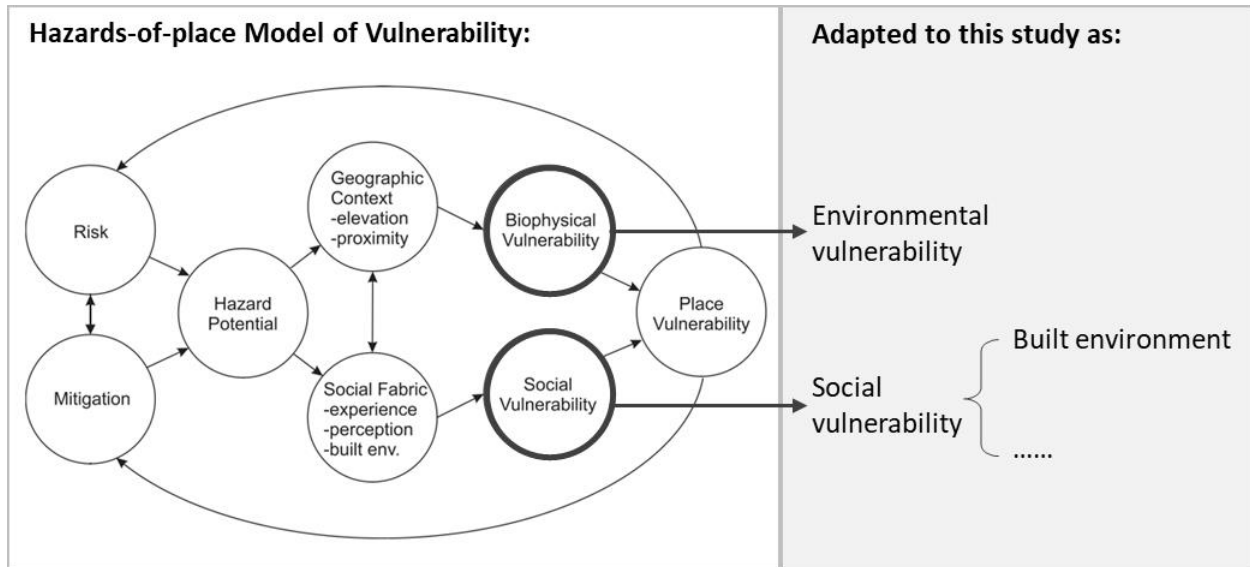 Hazards-of-place Model of Vulnerability:
Adapted to this study as:
Risk
Mitigation
Hazard
Potential
Geographic
Context
-elevation
-proximity
Social Fabric
-experience
-perception
-built env.
Biophysical
Vulnerability
Social
Vulnerability
Place
Vulnerability
Environmental
vulnerability
Social
vulnerability
Built environment
......